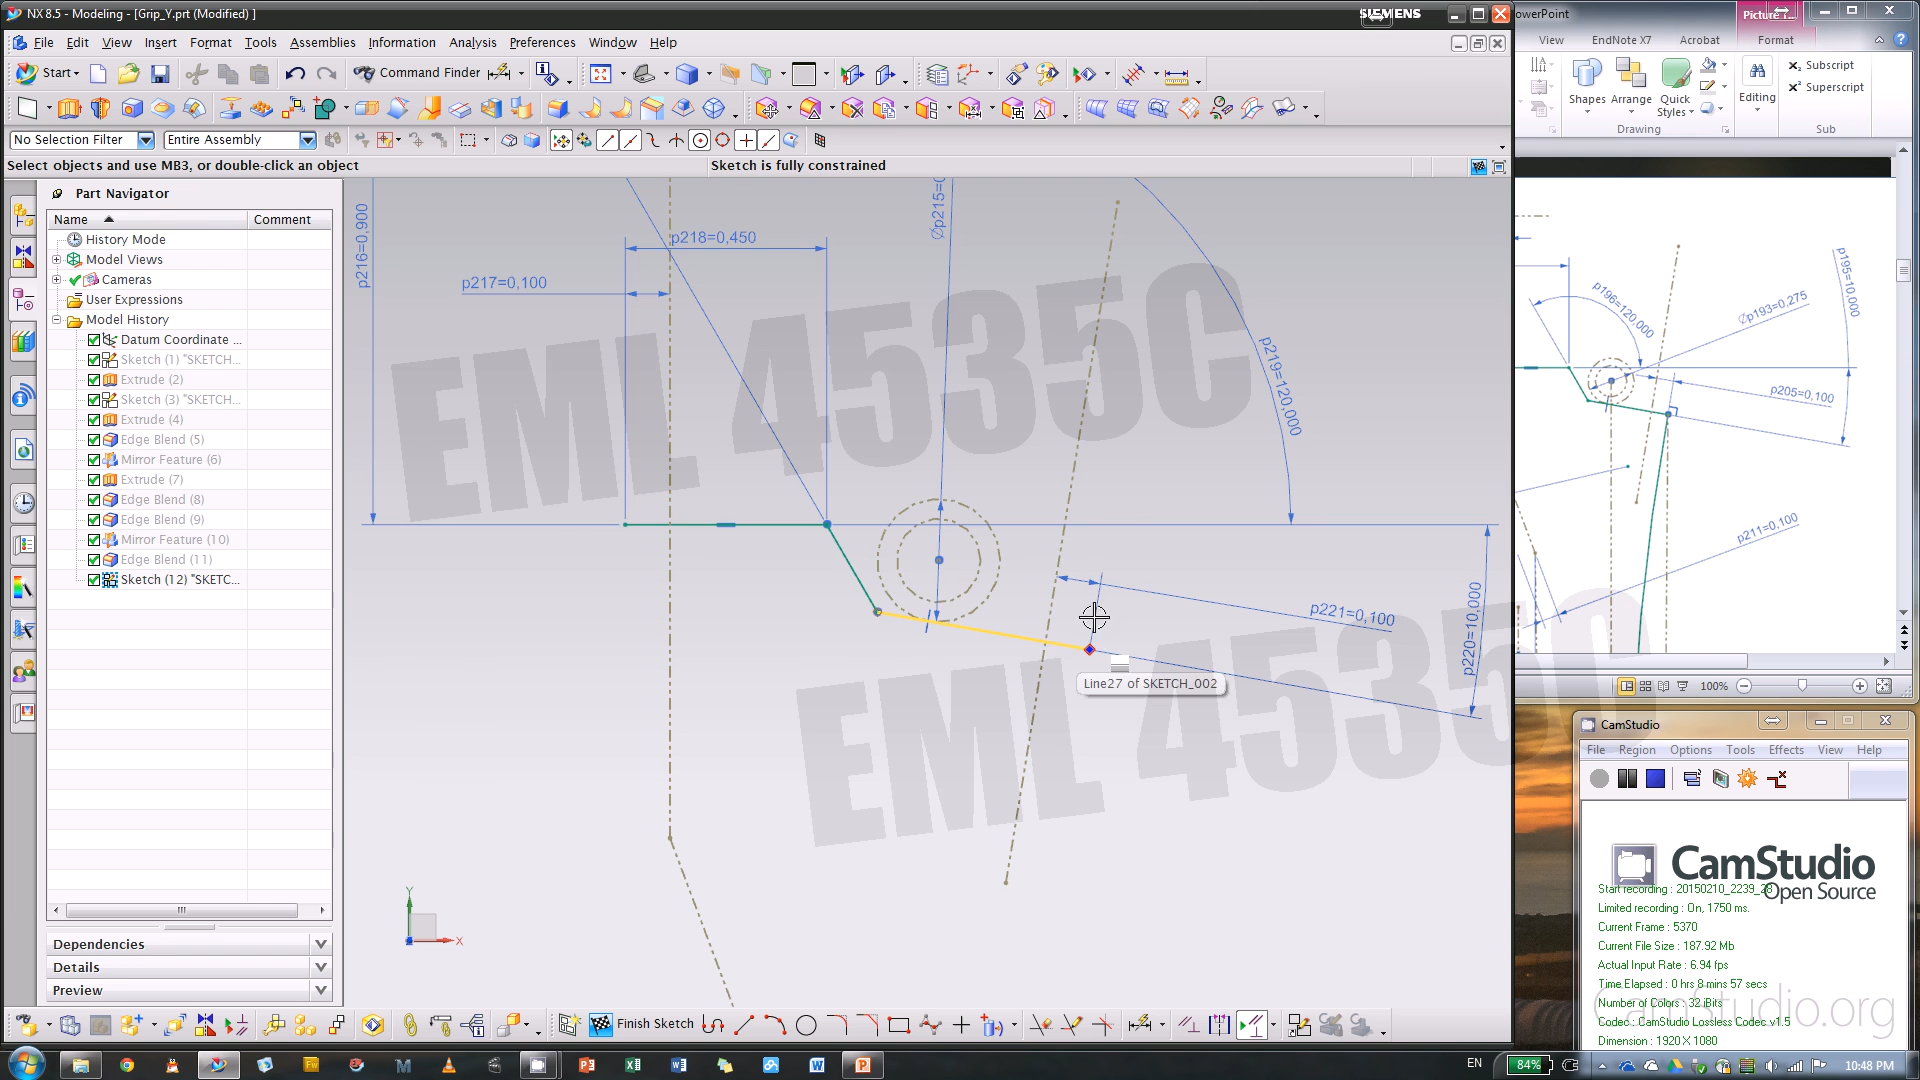 NX 8.5 - Modeling - [Grip_Y.prt (Modified) ]
SIEMENS
File Edit View Insert Format Tools Assemblies Information Analysis Preferences Window Help
Start
Command Finder
No Selection Filter
Entire Assembly
Select objects and use MB3, or double-click an object
Sketch is fully constrained
Part Navigator
Name
Comment
History Mode
Model Views
Cameras
User Expressions
Model History
Datum Coordinate ...
Sketch (1) "SKETCH...
Extrude (2)
Sketch (3) "SKETCH...
Extrude (4)
Edge Blend (5)
Mirror Feature (6)
Extrude (7)
Edge Blend (8)
Edge Blend (9)
Mirror Feature (10)
Edge Blend (11)
Sketch (12) "SKETC...
Dependencies
Details
Preview
p216=0,900
p218=0,450
p217=0,100
∅p215=0
p219=120,000
p221=0,100
p220=10,000
Line27 of SKETCH_002
EML 4535C
EML 4535C
Y
X
Finish Sketch
owerPoint
Picture T...
View EndNote X7 Acrobat Format
Shapes
Arrange
Quick Styles
Drawing
Editing
Subscript
Superscript
Sub
p195=10,000
p196=120,000
∅p193=0,275
p205=0,100
p211=0,100
100%
CamStudio
File Region Options Tools Effects View Help
CamStudio
Open Source
Start recording : 20150210_2239_28
Limited recording : On, 1750 ms.
Current Frame : 5370
Current File Size : 187.92 Mb
Actual Input Rate : 6.94 fps
Time Elapsed : 0 hrs 8 mins 57 secs
Number of Colors : 32 Bits
Codec : CamStudio Lossless Codec v1.5
Dimension : 1920 X 1080
CamStudio.org
EN
84%
10:48 PM